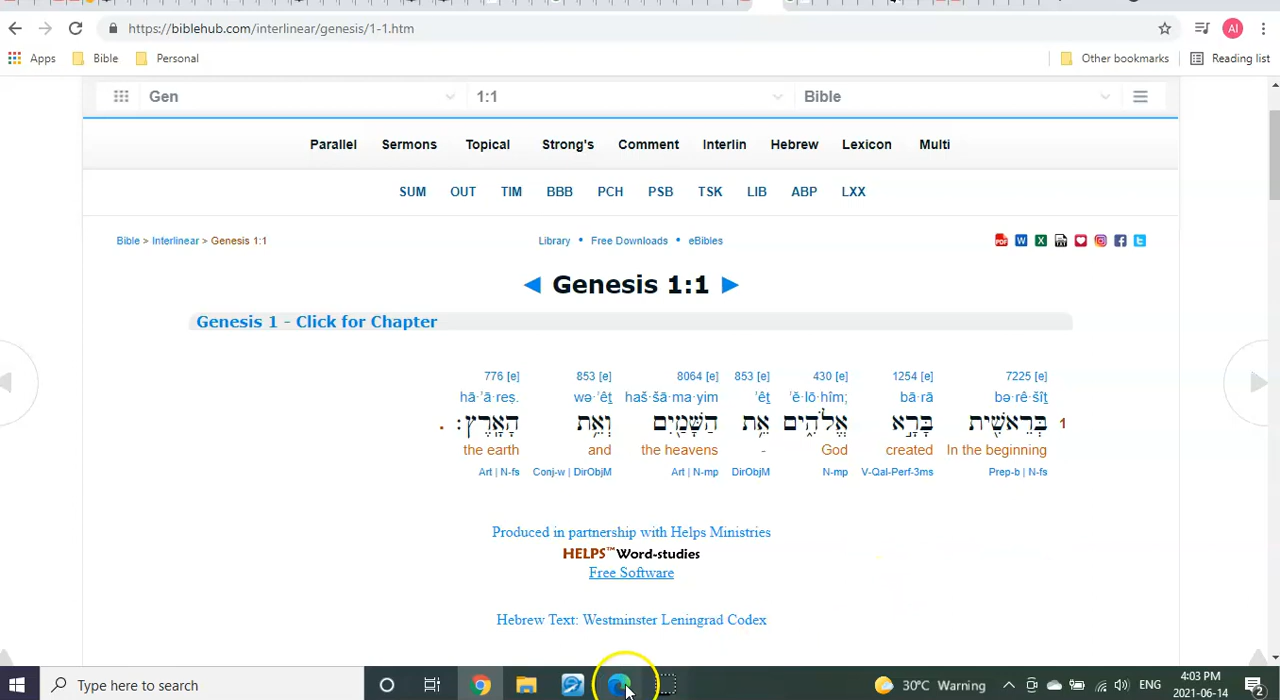 https://biblehub.com/interlinear/genesis/1-1.htm
AI
Apps Bible Personal Other bookmarks Reading list
Gen 1:1 Bible
Parallel Sermons Topical Strong's Comment Interlin Hebrew Lexicon Multi
SUM OUT TIM BBB PCH PSB TSK LIB ABP LXX
Bible > Interlinear > Genesis 1:1 Library • Free Downloads • eBibles
◄ Genesis 1:1 ►
Genesis 1 - Click for Chapter
776 [e] 853 [e] 8064 [e] 853 [e] 430 [e] 1254 [e] 7225 [e]
hā·’ā·reṣ. wə·’êṯ haš·šā·ma·yim ’êṯ ’ĕ·lō·hîm; bā·rā bə·rê·šîṯ
1 בְּרֵאשִׁ֖ית בָּרָ֣א אֱלֹהִ֑ים אֵ֥ת הַשָּׁמַ֖יִם וְאֵ֥ת הָאָֽרֶץ׃ .
the earth and the heavens - God created In the beginning
Art | N-fs Conj-w | DirObjM Art | N-mp DirObjM N-mp V-Qal-Perf-3ms Prep-b | N-fs
Produced in partnership with Helps Ministries
HELPS™ Word-studies
Free Software
Hebrew Text: Westminster Leningrad Codex
Type here to search 30°C Warning ENG 4:03 PM
2021-06-14 2